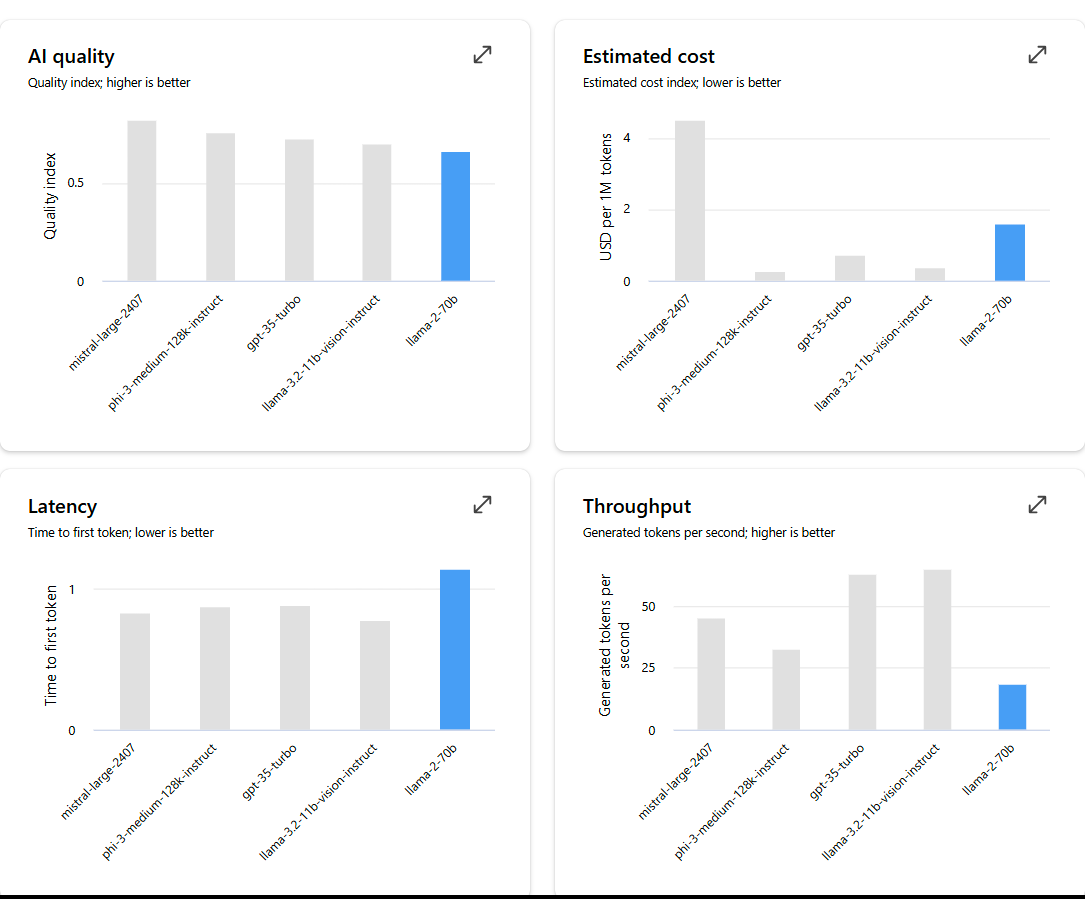 AI quality
Quality index; higher is better
Quality index
0.5
0
mistral-large-2407
phi-3-medium-128k-instruct
gpt-35-turbo
llama-3.2-11b-vision-instruct
llama-2-70b
Estimated cost
Estimated cost index; lower is better
USD per 1M tokens
4
2
0
mistral-large-2407
phi-3-medium-128k-instruct
gpt-35-turbo
llama-3.2-11b-vision-instruct
llama-2-70b
Latency
Time to first token; lower is better
Time to first token
1
0
mistral-large-2407
phi-3-medium-128k-instruct
gpt-35-turbo
llama-3.2-11b-vision-instruct
llama-2-70b
Throughput
Generated tokens per second; higher is better
Generated tokens per
second
50
25
0
mistral-large-2407
phi-3-medium-128k-instruct
gpt-35-turbo
llama-3.2-11b-vision-instruct
llama-2-70b